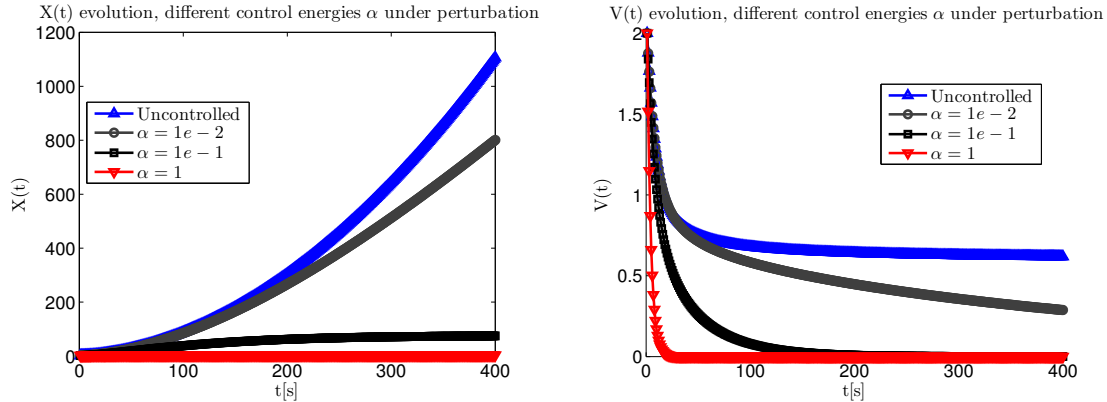 X(t) evolution, different control energies α under perturbation
1200
1000
800
600
400
200
0
X(t)
Uncontrolled
α = 1e − 2
α = 1e − 1
α = 1
0
100
200
300
400
t[s]
V(t) evolution, different control energies α under perturbation
2
1.5
1
0.5
0
V(t)
Uncontrolled
α = 1e − 2
α = 1e − 1
α = 1
0
100
200
300
400
t[s]